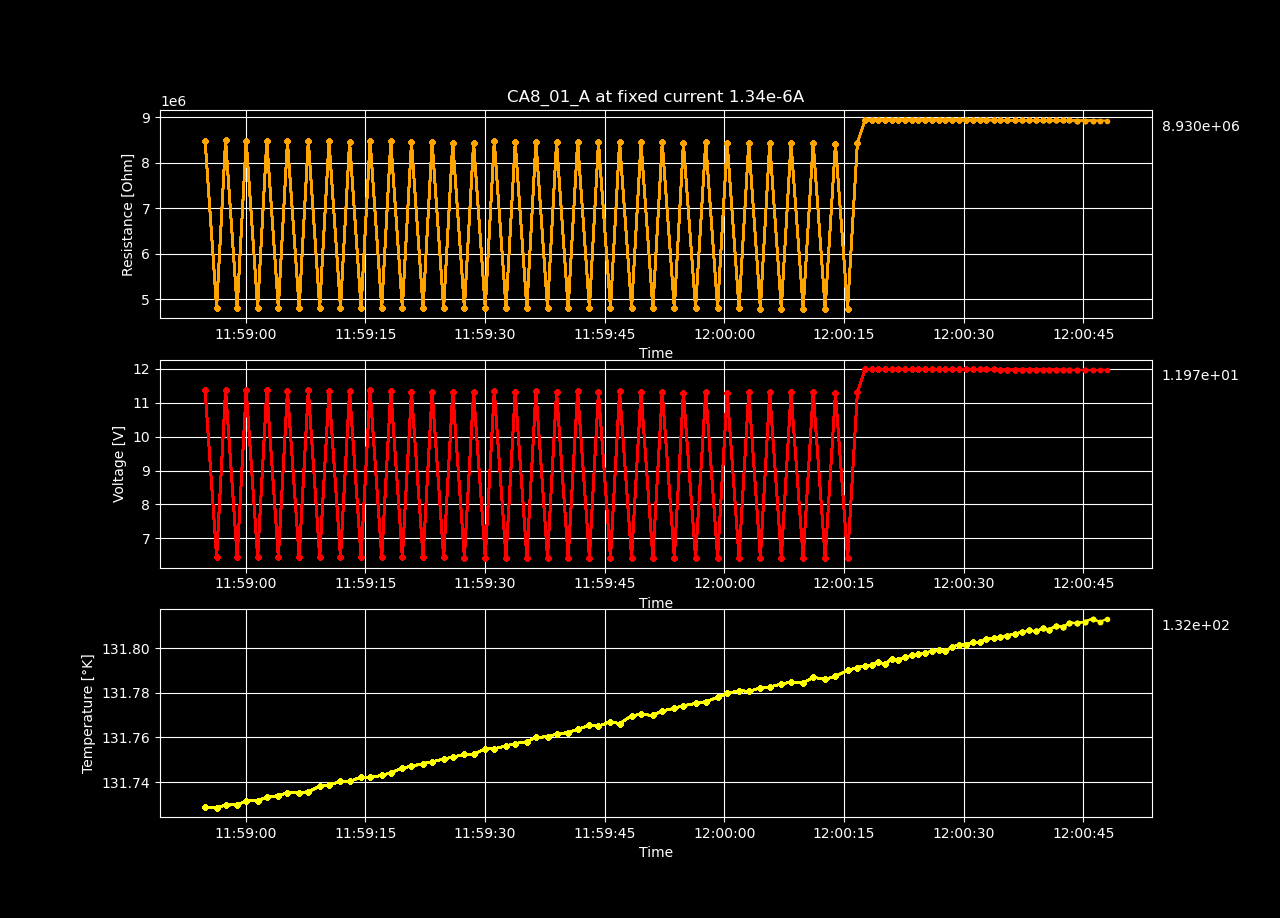 CA8_01_A at fixed current 1.34e-6A
1e6
9
8
7
6
5
Resistance [Ohm]
8.930e+06
11:59:00 11:59:15 11:59:30 11:59:45 12:00:00 12:00:15 12:00:30 12:00:45
Time
12
11
10
9
8
7
Voltage [V]
1.197e+01
11:59:00 11:59:15 11:59:30 11:59:45 12:00:00 12:00:15 12:00:30 12:00:45
Time
131.80
131.78
131.76
131.74
Temperature [°K]
1.32e+02
11:59:00 11:59:15 11:59:30 11:59:45 12:00:00 12:00:15 12:00:30 12:00:45
Time